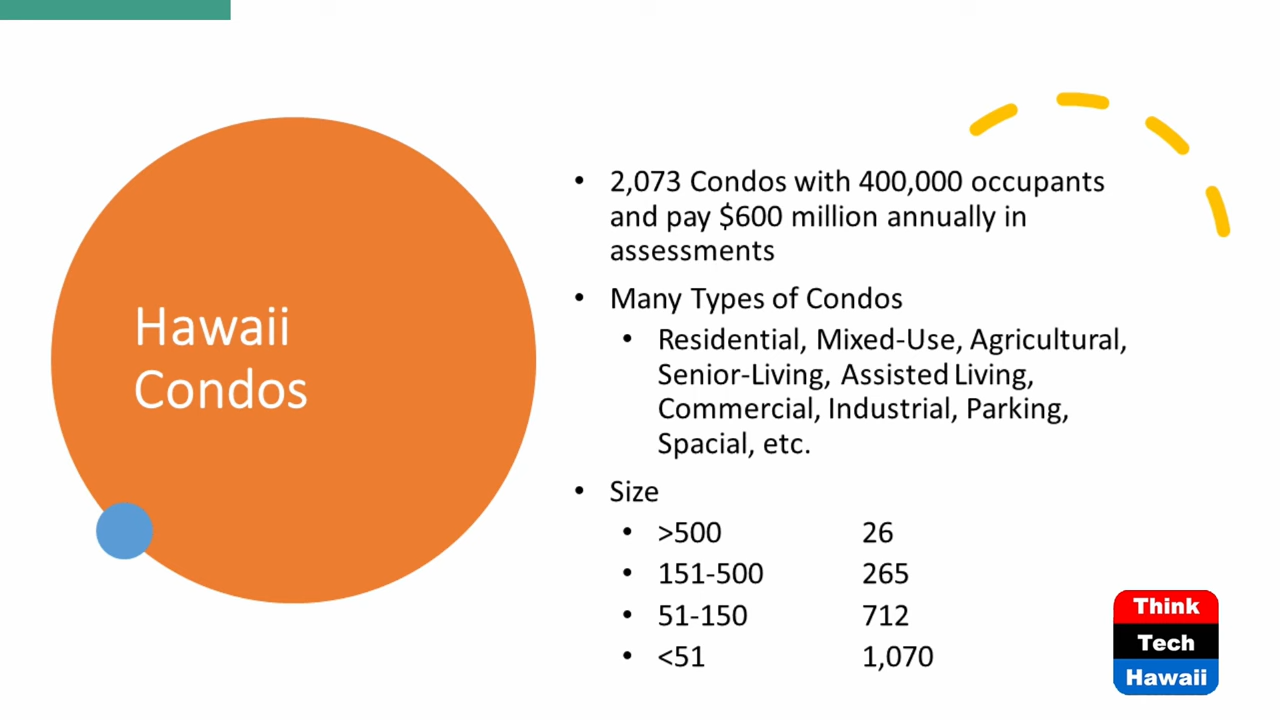 Hawaii
Condos
• 2,073 Condos with 400,000 occupants
and pay $600 million annually in
assessments
• Many Types of Condos
• Residential, Mixed-Use, Agricultural,
Senior-Living, Assisted Living,
Commercial, Industrial, Parking,
Spacial, etc.
• Size
• >500 26
• 151-500 265
• 51-150 712
• <51 1,070
Think
Tech
Hawaii